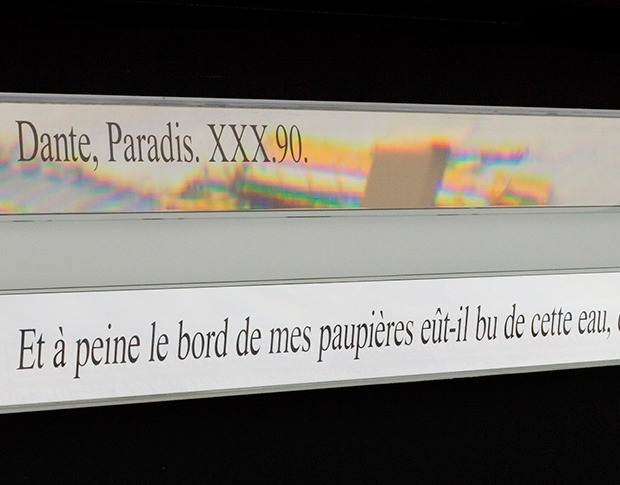 Dante, Paradis. XXX.90.
Et à peine le bord de mes paupières eût-il bu de cette eau,